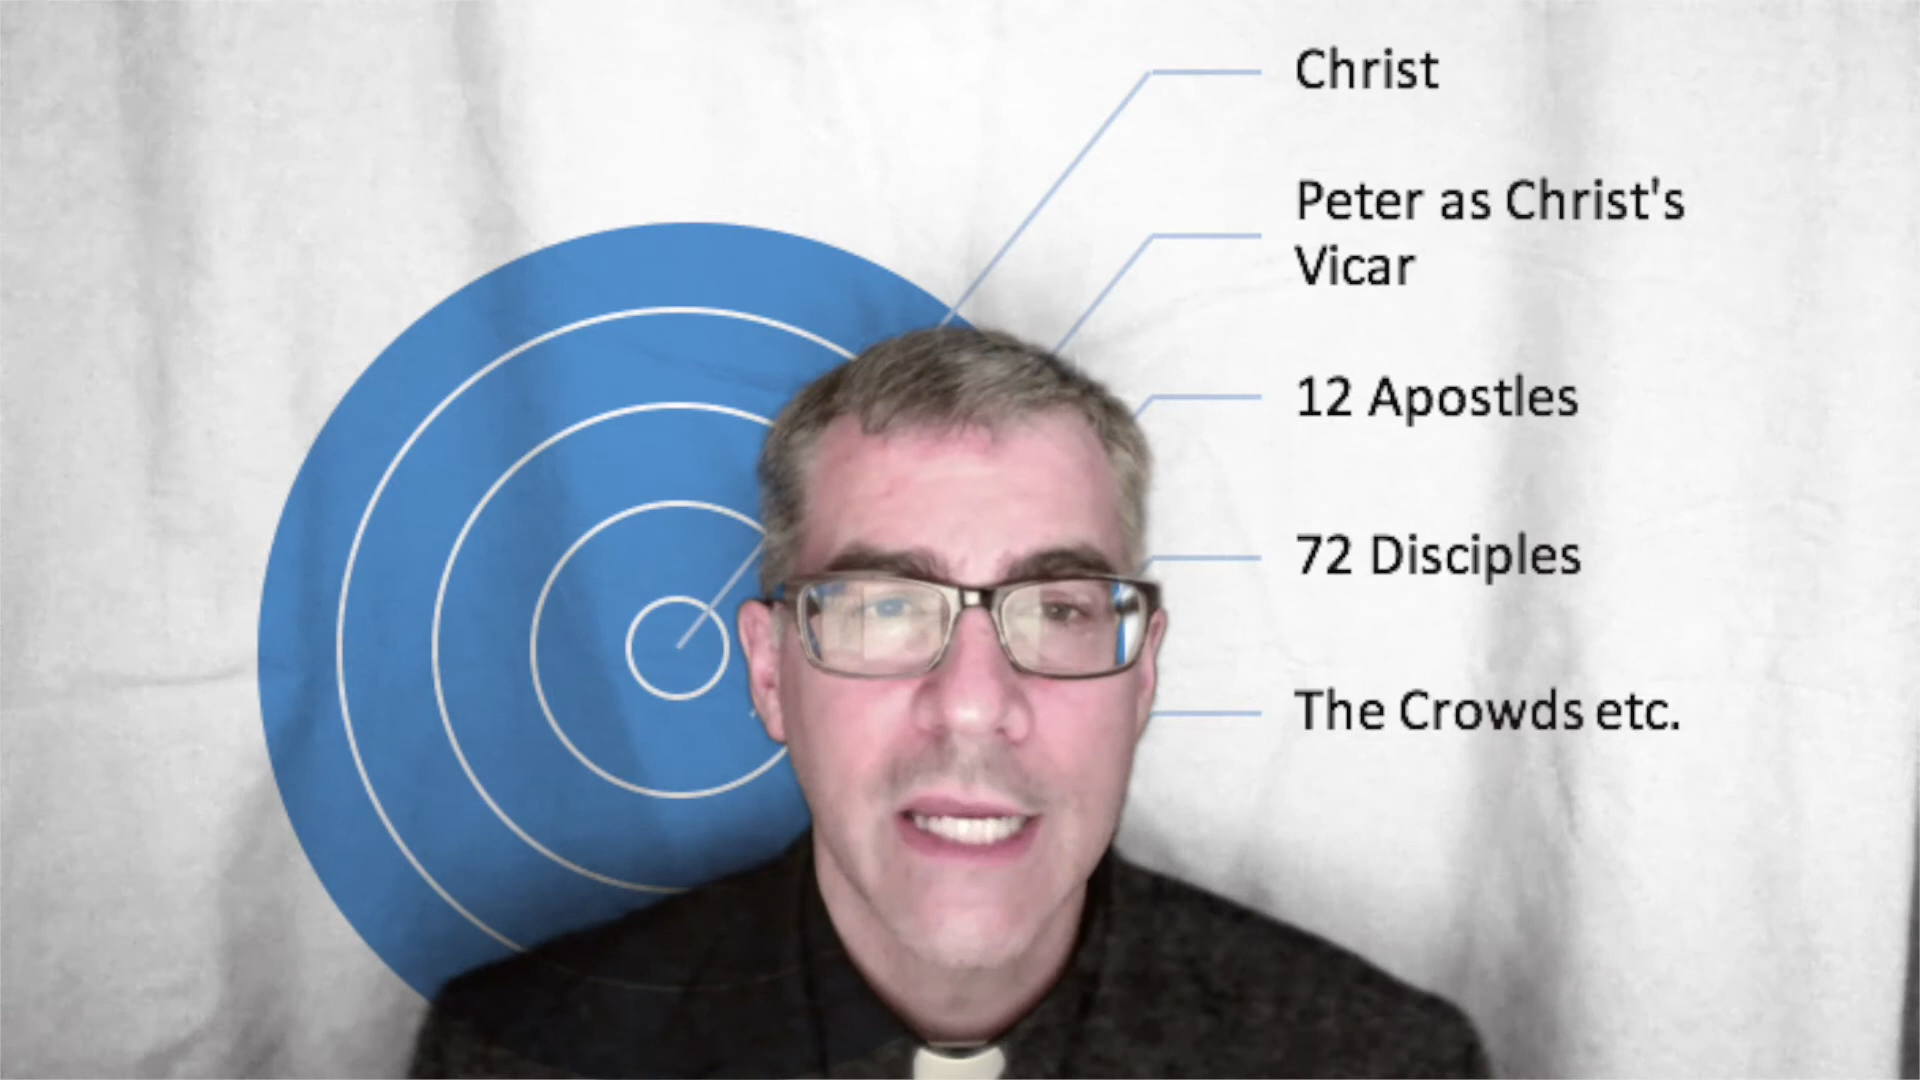 Christ
Peter as Christ's
Vicar
12 Apostles
72 Disciples
The Crowds etc.